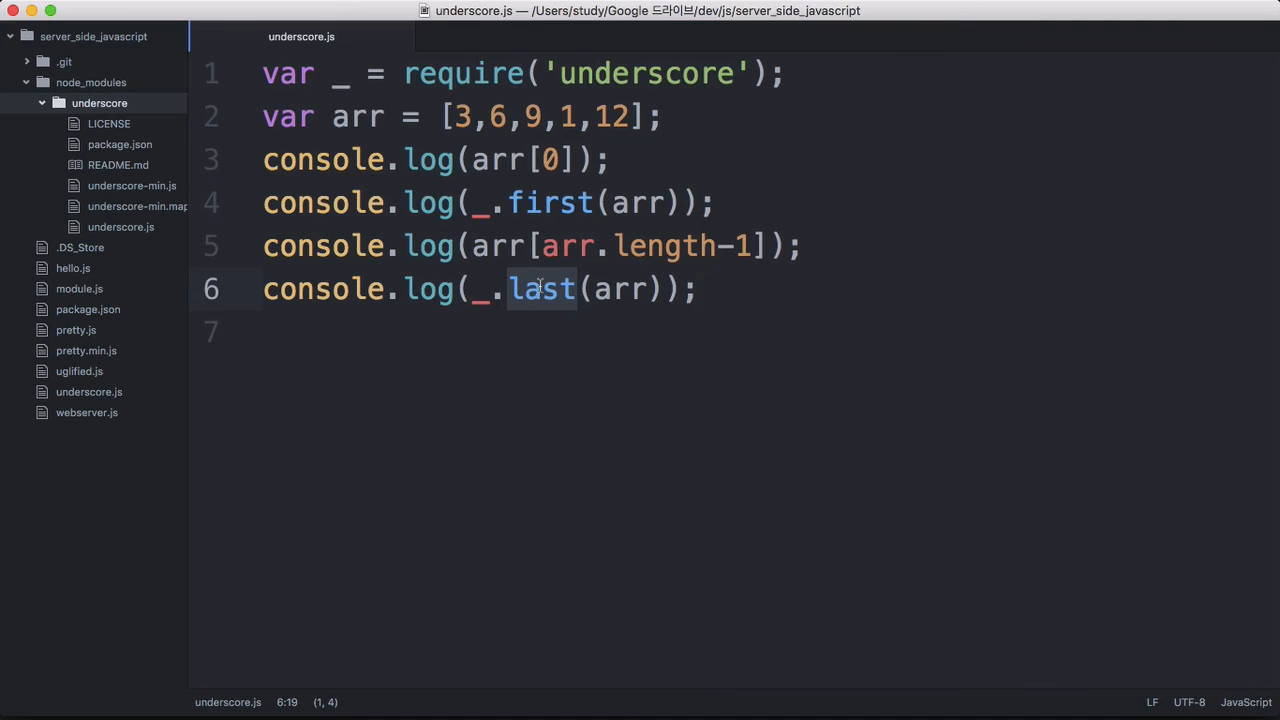 underscore.js — /Users/study/Google 드라이브/dev/js/server_side_javascript
server_side_javascript
.git
node_modules
underscore
LICENSE
package.json
README.md
underscore-min.js
underscore-min.map
underscore.js
.DS_Store
hello.js
module.js
package.json
pretty.js
pretty.min.js
uglified.js
underscore.js
webserver.js
underscore.js
1 var _ = require('underscore');
2 var arr = [3,6,9,1,12];
3 console.log(arr[0]);
4 console.log(_.first(arr));
5 console.log(arr[arr.length-1]);
6 console.log(_.last(arr));
7
underscore.js 6:19 (1, 4) LF UTF-8 JavaScript